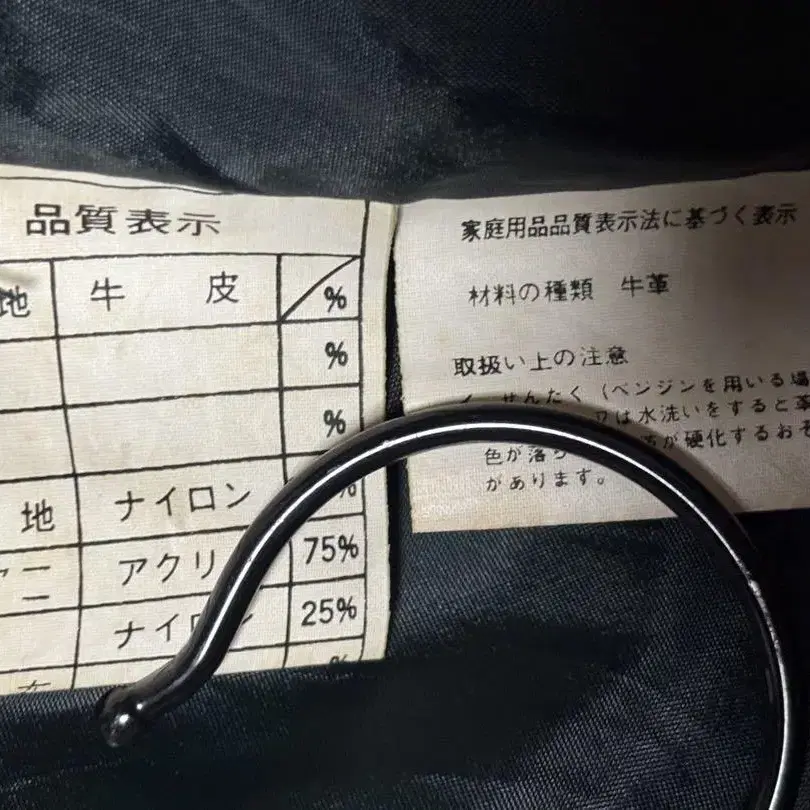 品質表示
地 牛皮 %
%
%
地 ナイロン %
アクリ 75%
ナイロン 25%
%
家庭用品品質表示法に基づく表示
材料の種類 牛革
取扱い上の注意
せんたく (ベンジンを用いる場
は水洗いをすると革
色が落 が硬化するおそ
があります。